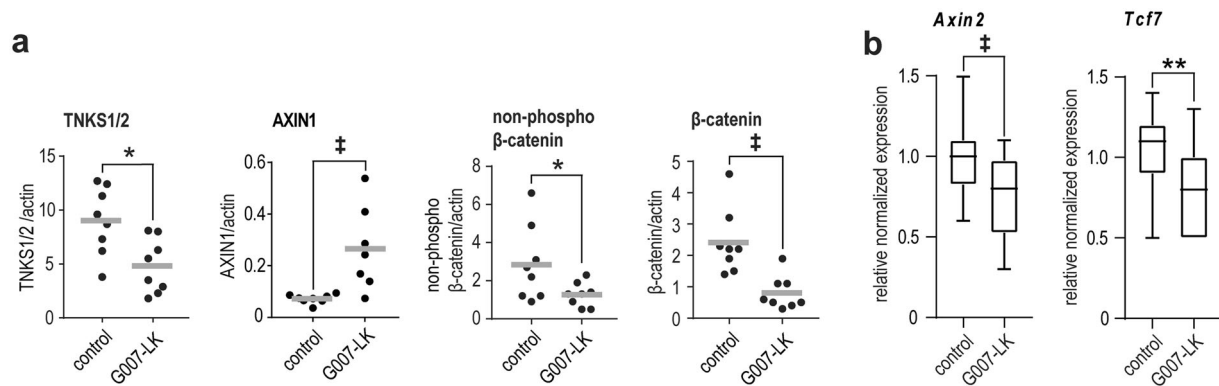 a
TNKS1/2
*
TNKS1/2 /actin
15
10
5
0
control
G007-LK
AXIN1
‡
AXIN1/actin
0.6
0.4
0.2
0
control
G007-LK
non-phospho
β-catenin
*
non-phospho
β-catenin/actin
8
6
4
2
0
control
G007-LK
β-catenin
‡
β-catenin/actin
5
4
3
2
1
0
control
G007-LK
b
Axin2
‡
relative normalized expression
1.5
1.0
0.5
0
control
G007-LK
Tcf7
**
relative normalized expression
1.5
1.0
0.5
0
control
G007-LK